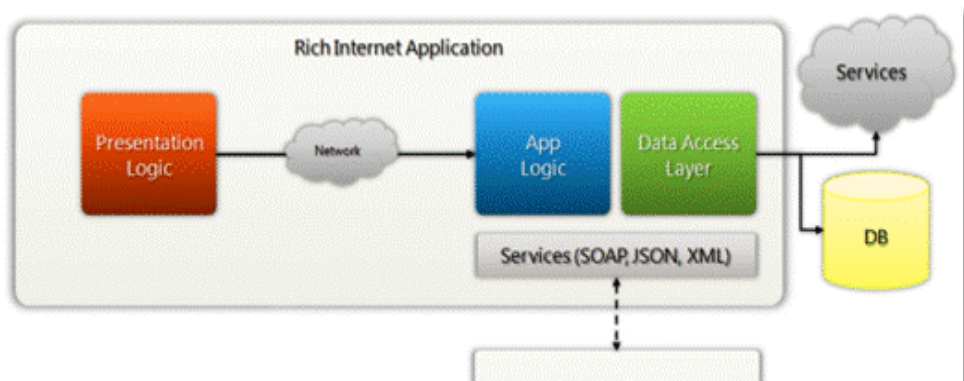 Rich Internet Application
Services
Presentation
Logic
Network
App
Logic
Data Access
Layer
DB
Services (SOAP, JSON, XML)